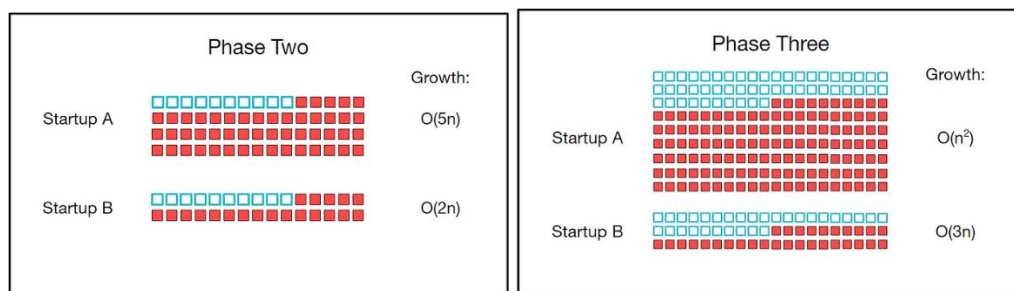 Phase Two
Growth:
Startup A O(5n)
Startup B O(2n)
Phase Three
Growth:
Startup A O(n²)
Startup B O(3n)